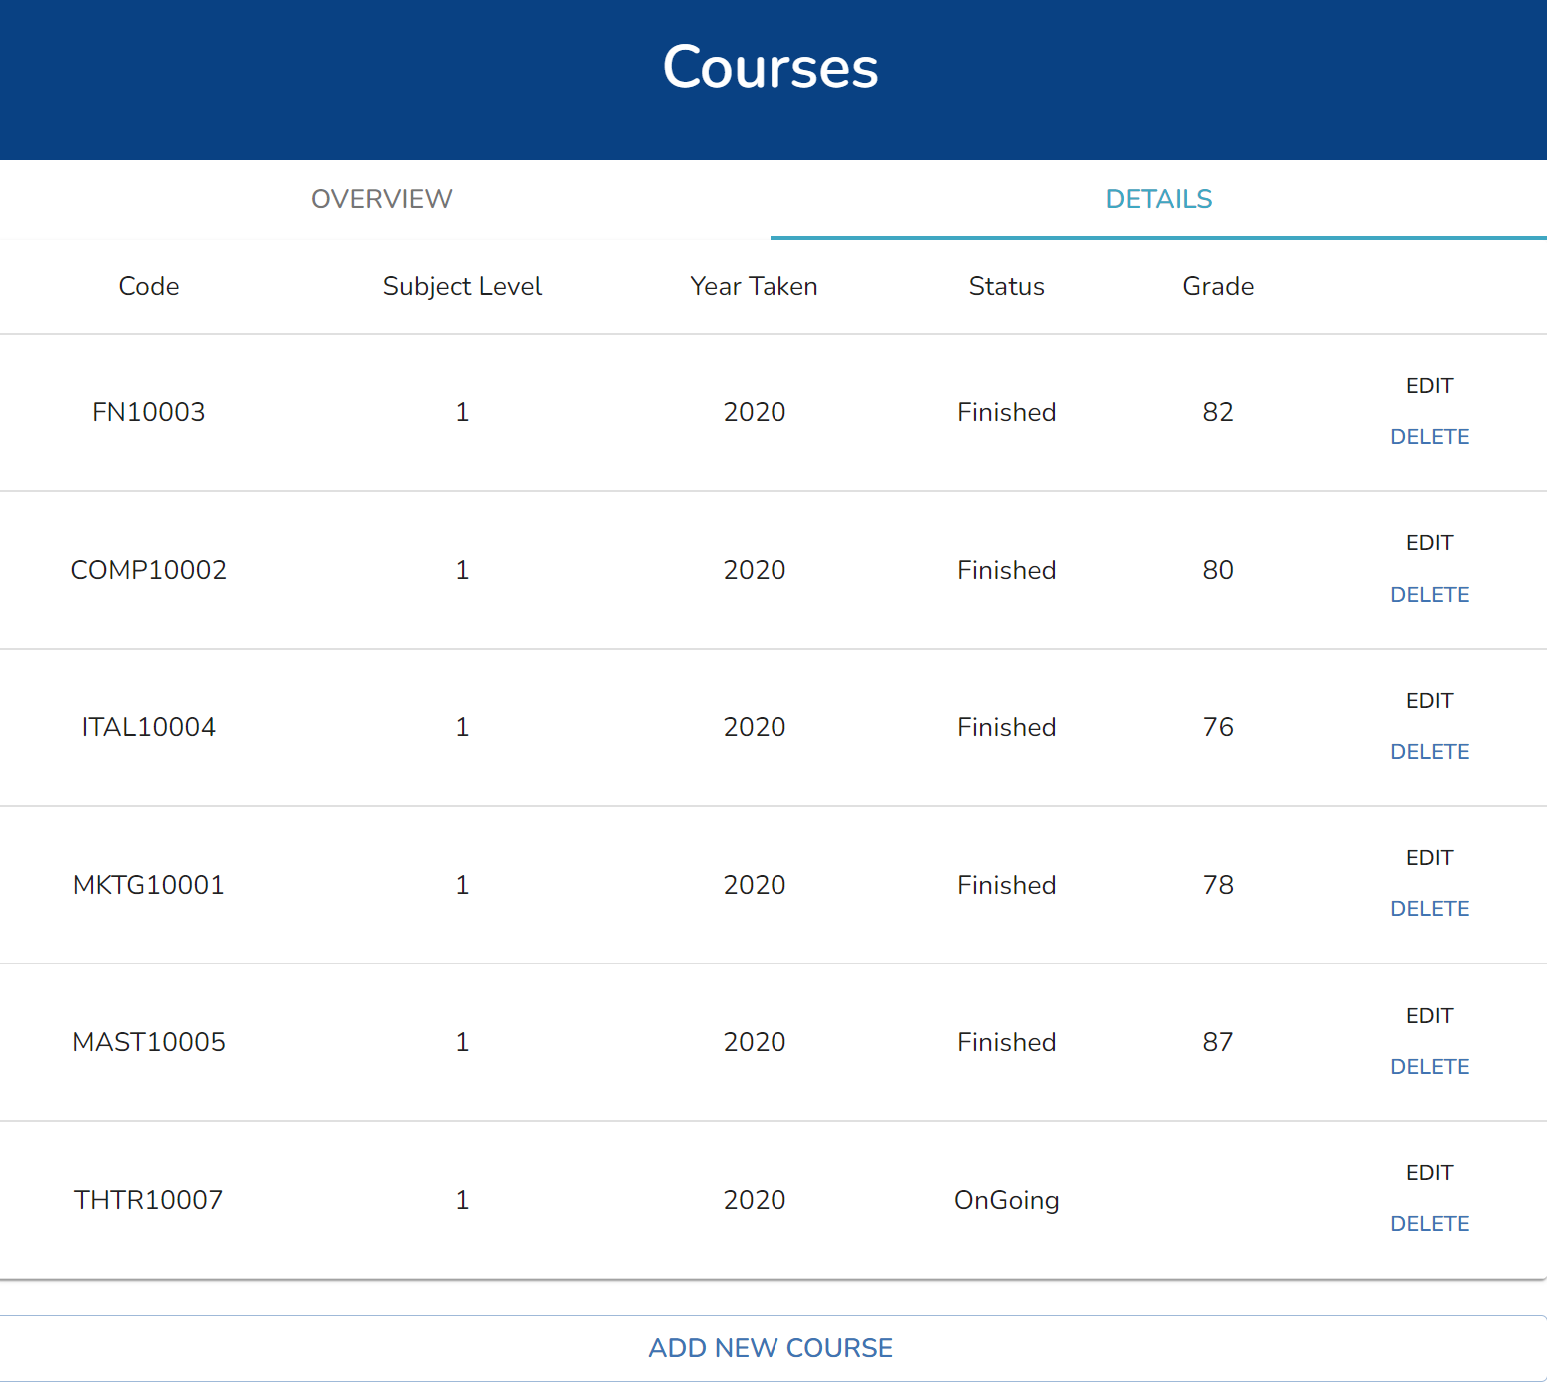 Courses
OVERVIEW DETAILS
Code Subject Level Year Taken Status Grade
FN10003 1 2020 Finished 82 EDIT DELETE
COMP10002 1 2020 Finished 80 EDIT DELETE
ITAL10004 1 2020 Finished 76 EDIT DELETE
MKTG10001 1 2020 Finished 78 EDIT DELETE
MAST10005 1 2020 Finished 87 EDIT DELETE
THTR10007 1 2020 OnGoing EDIT DELETE
ADD NEW COURSE